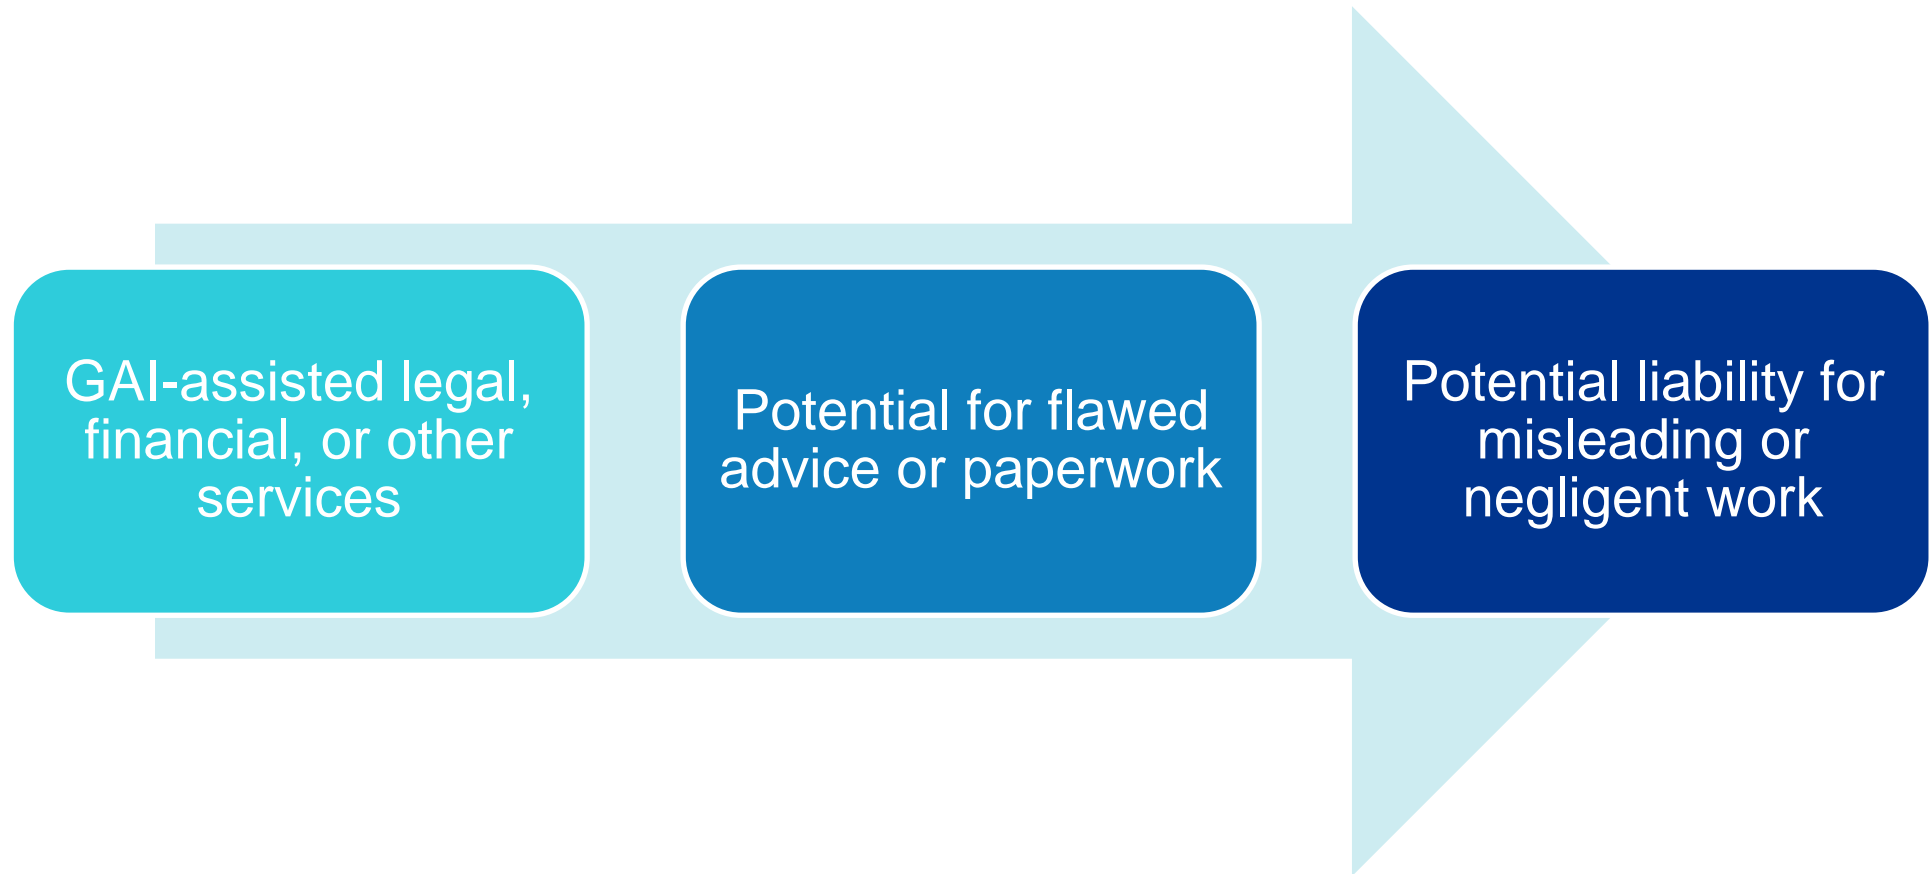 GAI-assisted legal,
financial, or other
services
Potential for flawed
advice or paperwork
Potential liability for
misleading or
negligent work